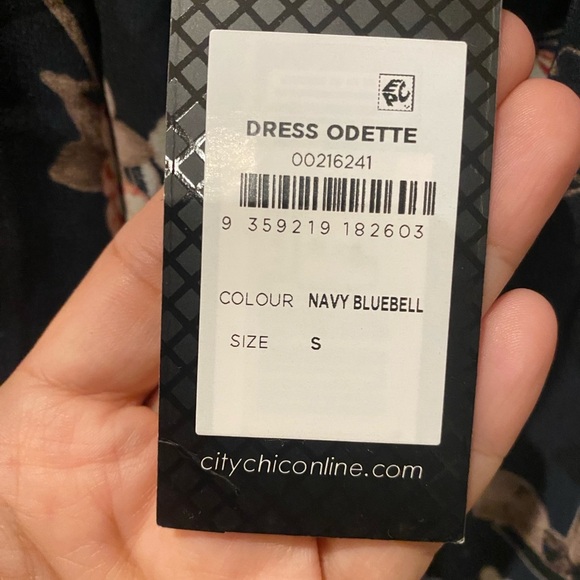 DRESS ODETTE
00216241
9 359219 182603
COLOUR NAVY BLUEBELL
SIZE S
citychiconline.com